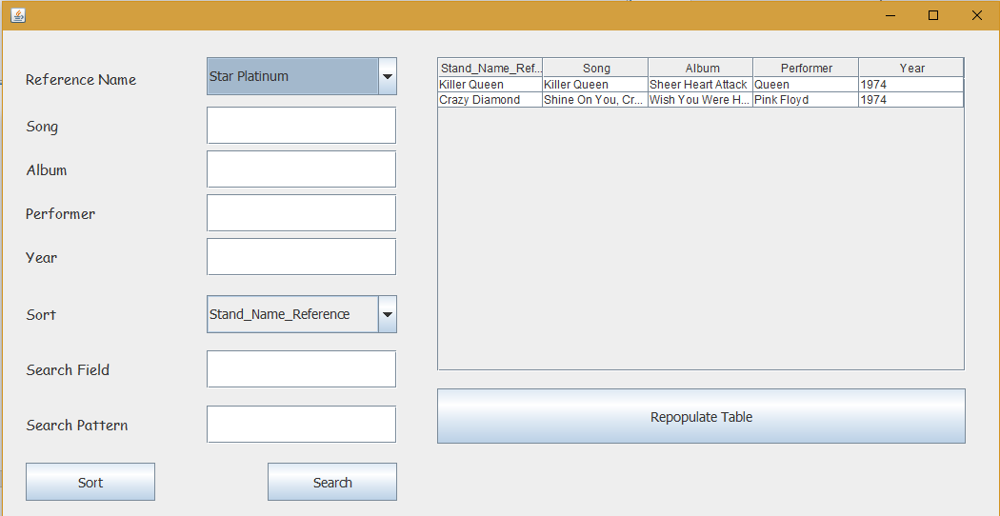 Reference Name
Star Platinum
Song
Album
Performer
Year
Sort
Stand_Name_Reference
Search Field
Search Pattern
Sort
Search
Stand_Name_Ref... Song Album Performer Year
Killer Queen Killer Queen Sheer Heart Attack Queen 1974
Crazy Diamond Shine On You, Cr... Wish You Were H... Pink Floyd 1974
Repopulate Table